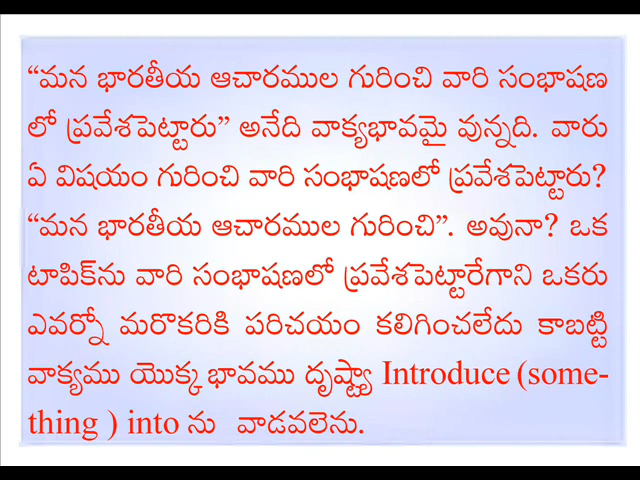 “మన భారతీయ ఆచారముల గురించి వారి సంభాషణ
లో ప్రవేశపెట్టారు” అనేది వాక్యభావమై వున్నది. వారు
ఏ విషయం గురించి వారి సంభాషణలో ప్రవేశపెట్టారు?
“మన భారతీయ ఆచారముల గురించి”. అవునా? ఒక
టాపిక్‌ను వారి సంభాషణలో ప్రవేశపెట్టారేగాని ఒకరు
ఎవర్నో మరొకరికి పరిచయం కలిగించలేదు కాబట్టి
వాక్యము యొక్క భావము దృష్ట్యా Introduce (some-
thing ) into ను వాడవలెను.